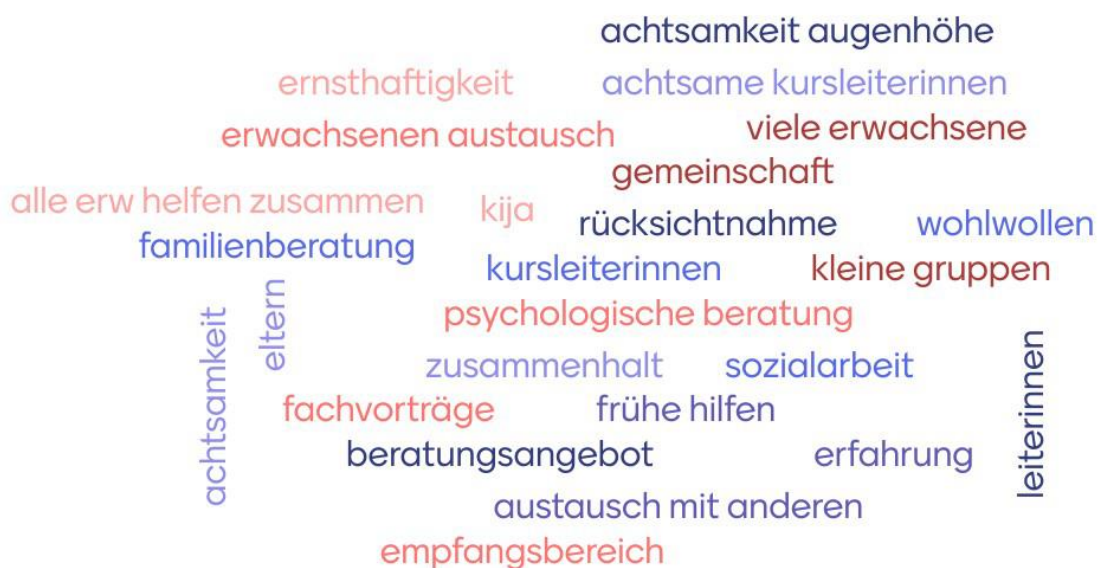 achtsamkeit augenhöhe
ernsthaftigkeit
achtsame kursleiterinnen
erwachsenen austausch
viele erwachsene
gemeinschaft
alle erw helfen zusammen
kija
rücksichtnahme
wohlwollen
familienberatung
kursleiterinnen
kleine gruppen
eltern
achtsamkeit
psychologische beratung
zusammenhalt
sozialarbeit
leiterinnen
fachvorträge
frühe hilfen
beratungsangebot
erfahrung
austausch mit anderen
empfangsbereich